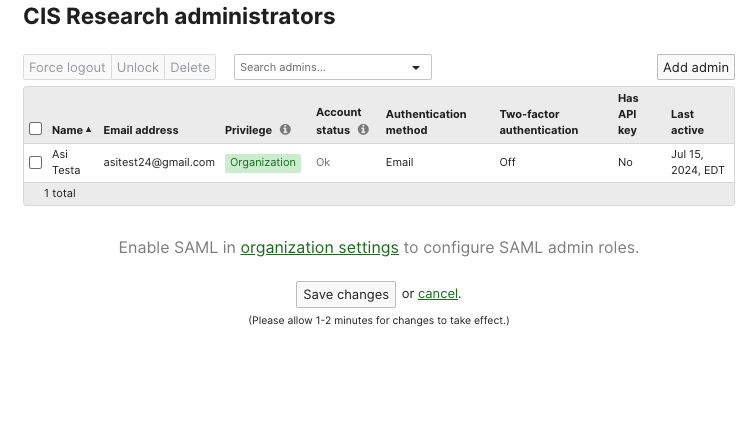 CIS Research administrators
Force logout Unlock Delete Search admins... Add admin
Name Email address Privilege Account status Authentication method Two-factor authentication Has API key Last active
Asi Testa asitest24@gmail.com Organization Ok Email Off No Jul 15, 2024, EDT
1 total
Enable SAML in organization settings to configure SAML admin roles.
Save changes or cancel.
(Please allow 1-2 minutes for changes to take effect.)